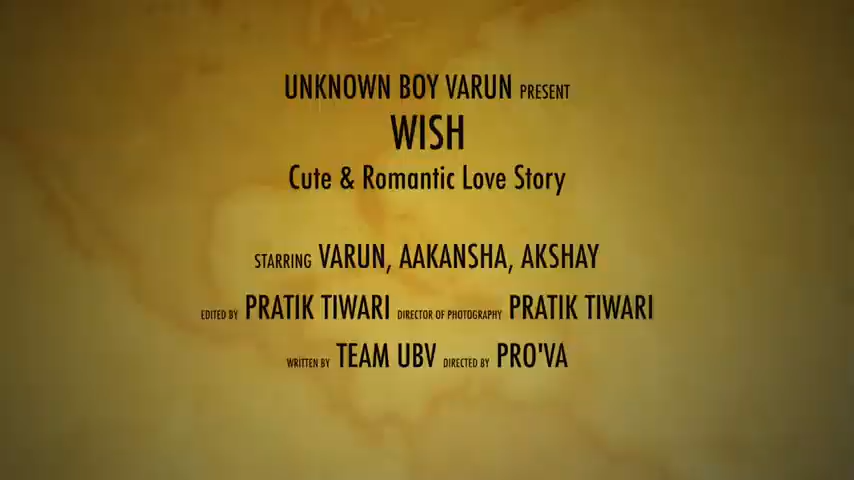 UNKNOWN BOY VARUN PRESENT
WISH
Cute & Romantic Love Story
STARRING VARUN, AAKANSHA, AKSHAY
EDITED BY PRATIK TIWARI DIRECTOR OF PHOTOGRAPHY PRATIK TIWARI
WRITTEN BY TEAM UBV DIRECTED BY PRO'VA